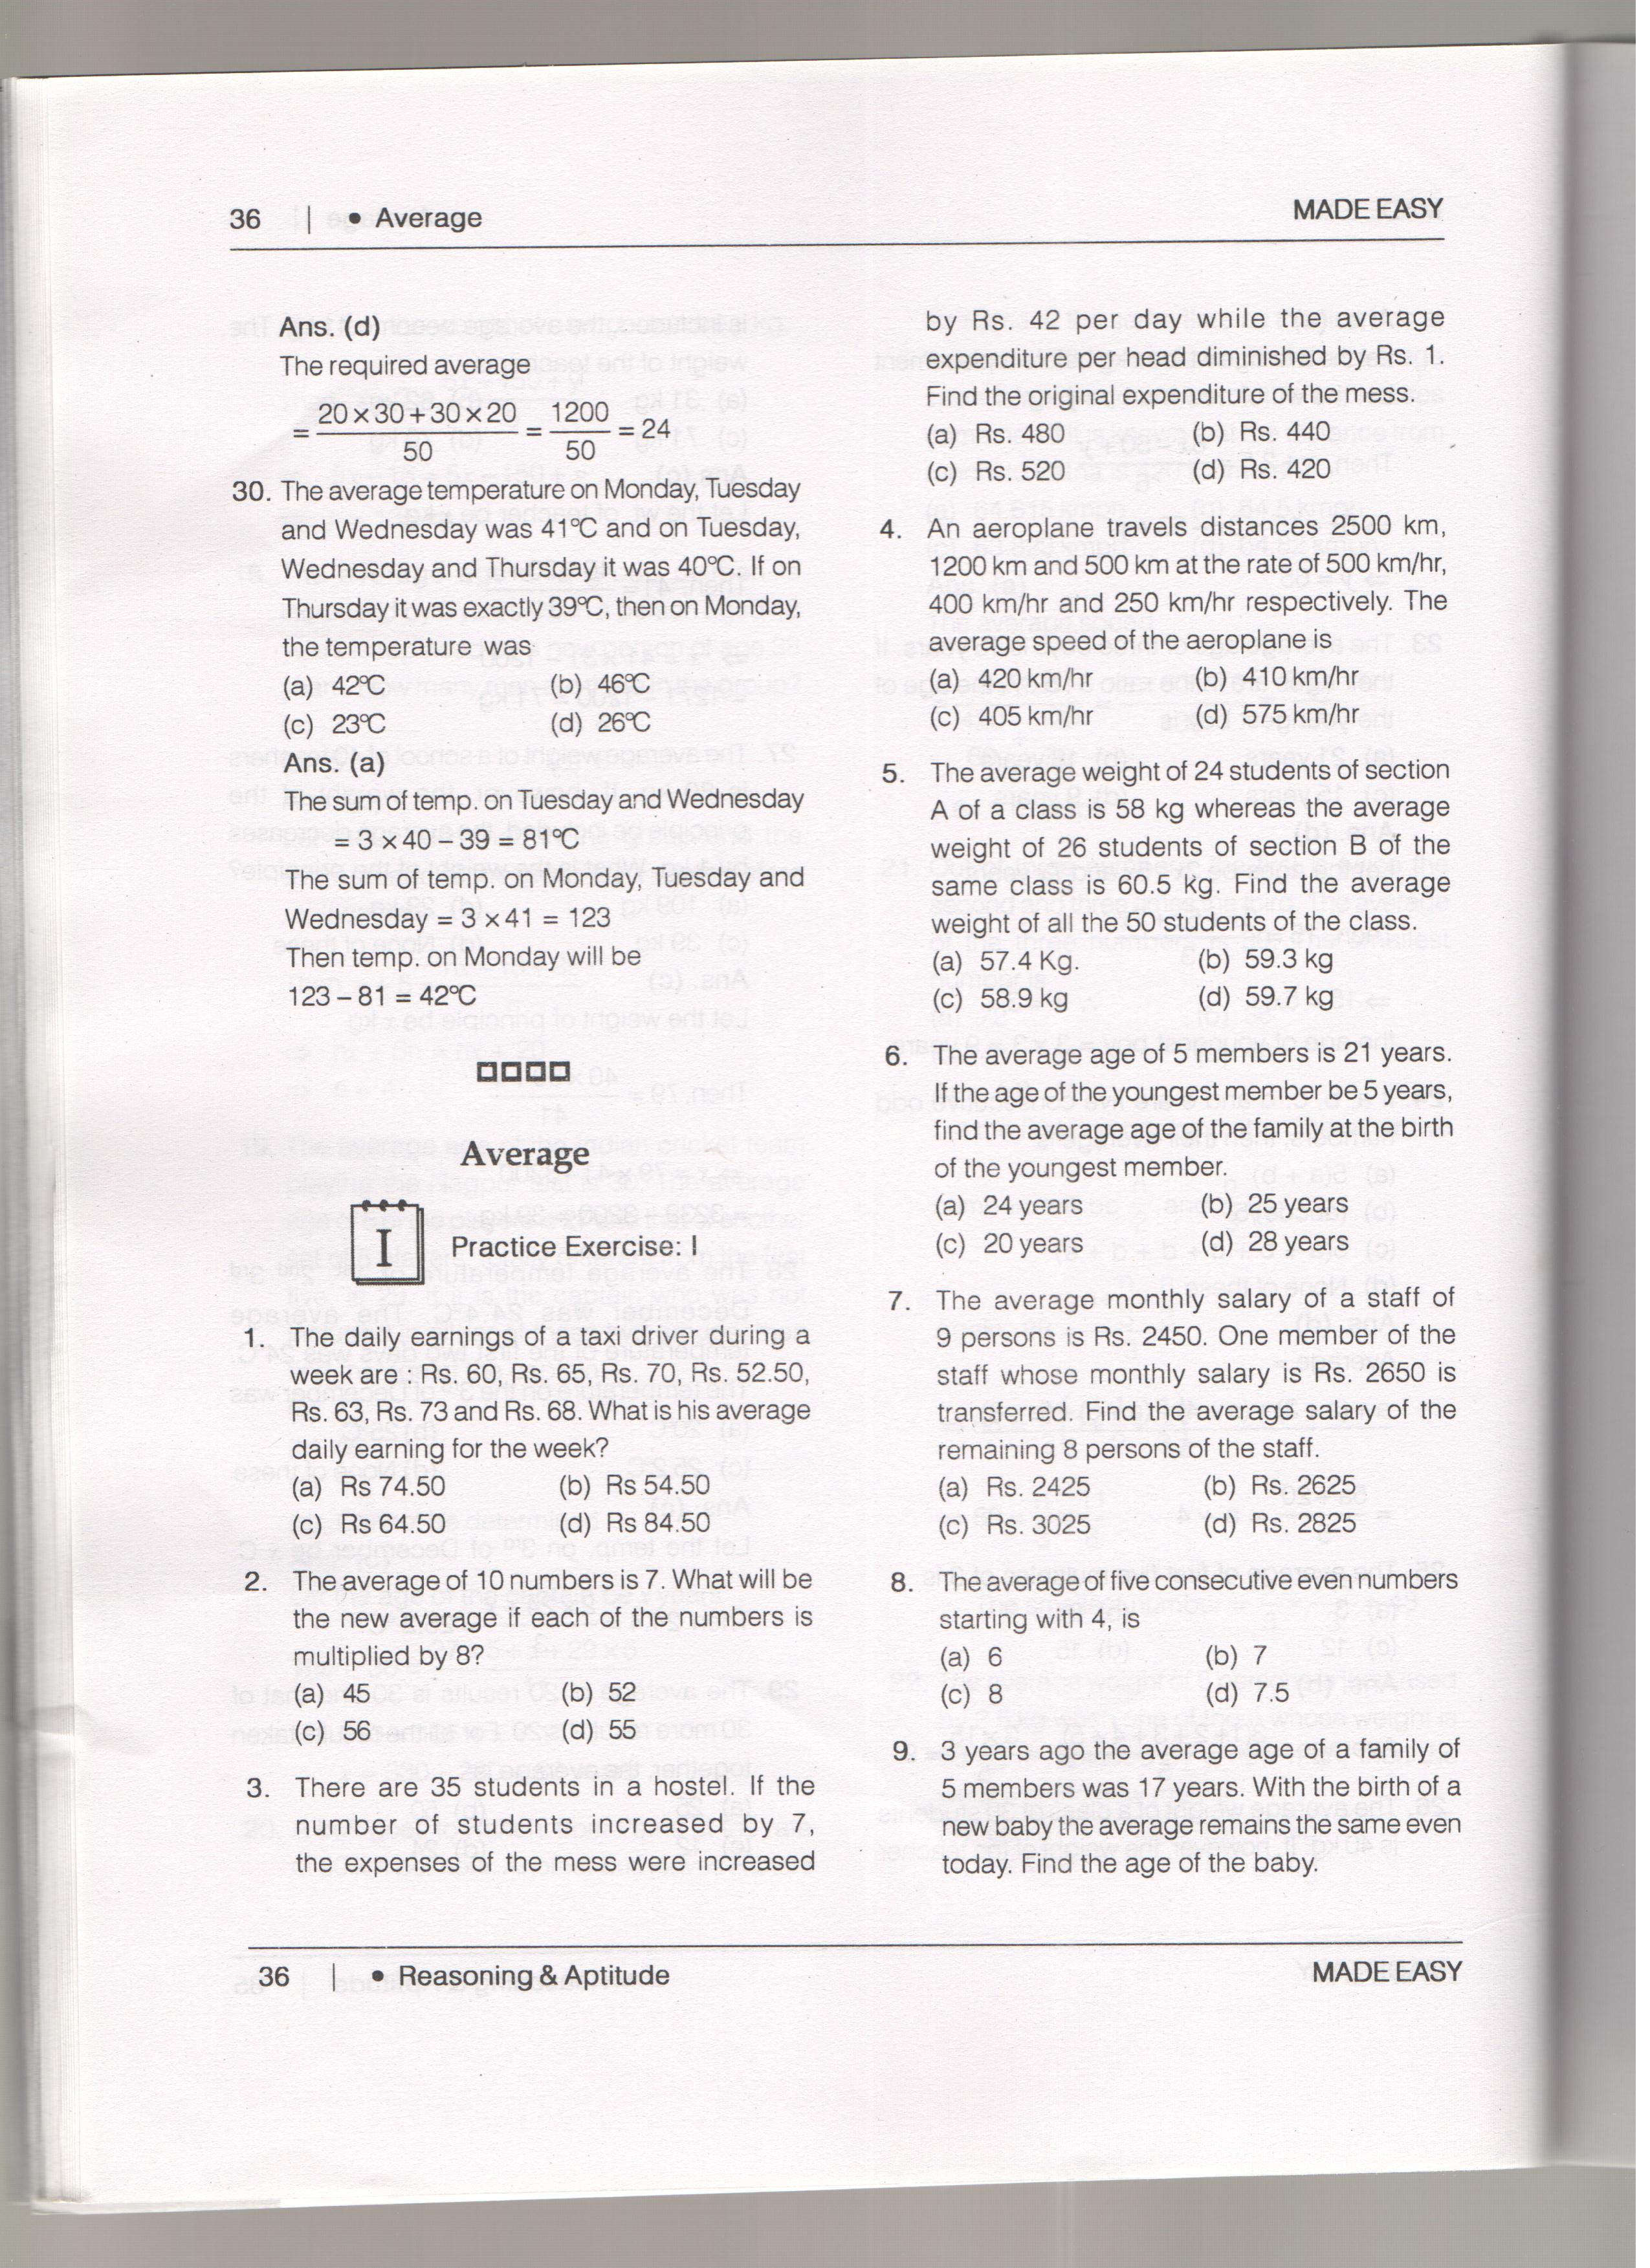 36 | • Average
MADE EASY
Ans. (d)
The required average
= 20 × 30 + 30 × 20 / 50 = 1200 / 50 = 24
30. The average temperature on Monday, Tuesday
and Wednesday was 41°C and on Tuesday,
Wednesday and Thursday it was 40°C. If on
Thursday it was exactly 39°C, then on Monday,
the temperature was
(a) 42°C (b) 46°C
(c) 23°C (d) 26°C
Ans. (a)
The sum of temp. on Tuesday and Wednesday
= 3 × 40 – 39 = 81°C
The sum of temp. on Monday, Tuesday and
Wednesday = 3 × 41 = 123
Then temp. on Monday will be
123 – 81 = 42°C
Average
I
Practice Exercise: I
1. The daily earnings of a taxi driver during a
week are : Rs. 60, Rs. 65, Rs. 70, Rs. 52.50,
Rs. 63, Rs. 73 and Rs. 68. What is his average
daily earning for the week?
(a) Rs 74.50 (b) Rs 54.50
(c) Rs 64.50 (d) Rs 84.50
2. The average of 10 numbers is 7. What will be
the new average if each of the numbers is
multiplied by 8?
(a) 45 (b) 52
(c) 56 (d) 55
3. There are 35 students in a hostel. If the
number of students increased by 7,
the expenses of the mess were increased
by Rs. 42 per day while the average
expenditure per head diminished by Rs. 1.
Find the original expenditure of the mess.
(a) Rs. 480 (b) Rs. 440
(c) Rs. 520 (d) Rs. 420
4. An aeroplane travels distances 2500 km,
1200 km and 500 km at the rate of 500 km/hr,
400 km/hr and 250 km/hr respectively. The
average speed of the aeroplane is
(a) 420 km/hr (b) 410 km/hr
(c) 405 km/hr (d) 575 km/hr
5. The average weight of 24 students of section
A of a class is 58 kg whereas the average
weight of 26 students of section B of the
same class is 60.5 kg. Find the average
weight of all the 50 students of the class.
(a) 57.4 Kg. (b) 59.3 kg
(c) 58.9 kg (d) 59.7 kg
6. The average age of 5 members is 21 years.
If the age of the youngest member be 5 years,
find the average age of the family at the birth
of the youngest member.
(a) 24 years (b) 25 years
(c) 20 years (d) 28 years
7. The average monthly salary of a staff of
9 persons is Rs. 2450. One member of the
staff whose monthly salary is Rs. 2650 is
transferred. Find the average salary of the
remaining 8 persons of the staff.
(a) Rs. 2425 (b) Rs. 2625
(c) Rs. 3025 (d) Rs. 2825
8. The average of five consecutive even numbers
starting with 4, is
(a) 6 (b) 7
(c) 8 (d) 7.5
9. 3 years ago the average age of a family of
5 members was 17 years. With the birth of a
new baby the average remains the same even
today. Find the age of the baby.
36 | • Reasoning & Aptitude
MADE EASY